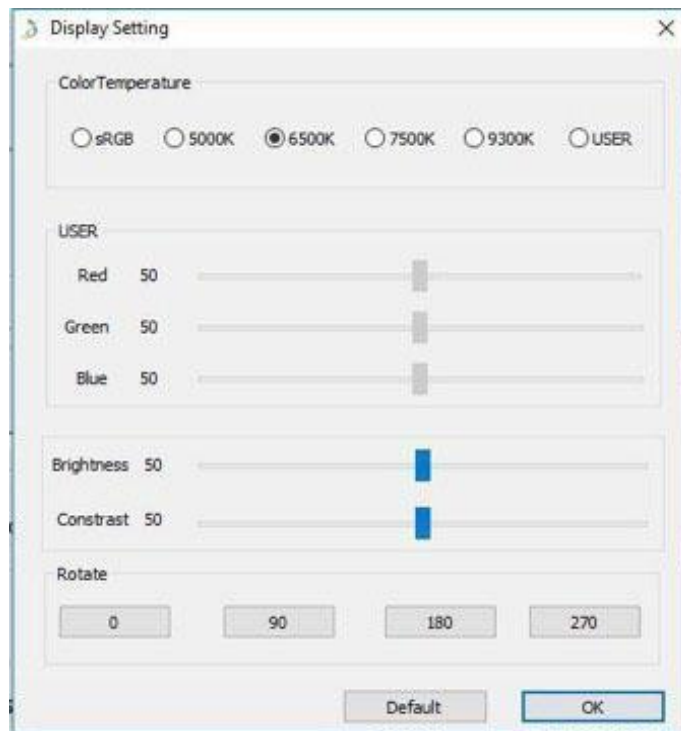 Display Setting
ColorTemperature
sRGB 5000K 6500K 7500K 9300K USER
USER
Red 50
Green 50
Blue 50
Brightness 50
Constrast 50
Rotate
0 90 180 270
Default OK